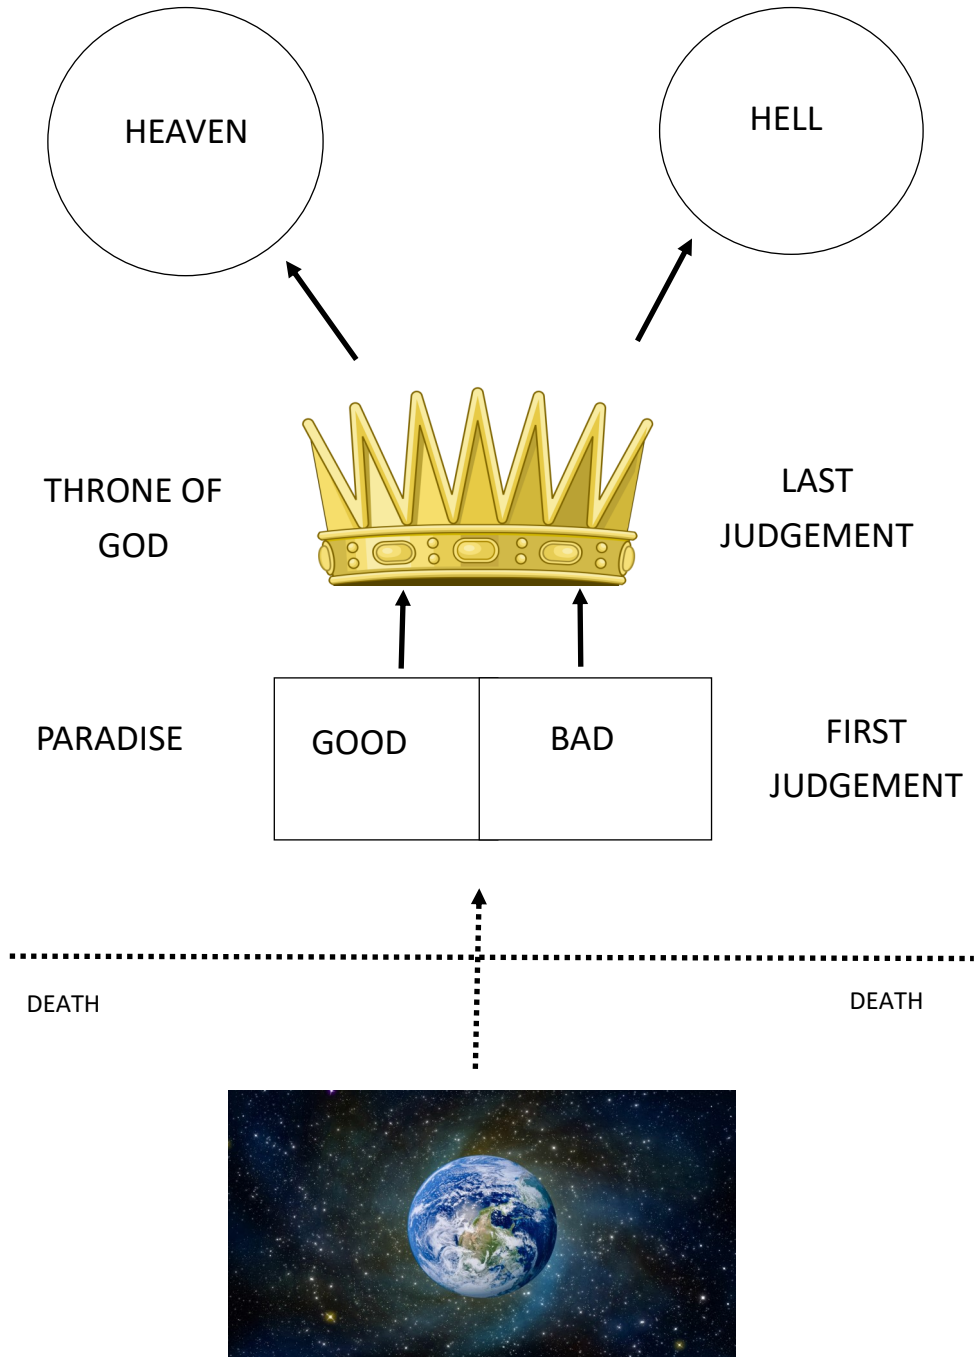 HEAVEN
HELL
THRONE OF
GOD
LAST
JUDGEMENT
PARADISE
GOOD
BAD
FIRST
JUDGEMENT
DEATH
DEATH